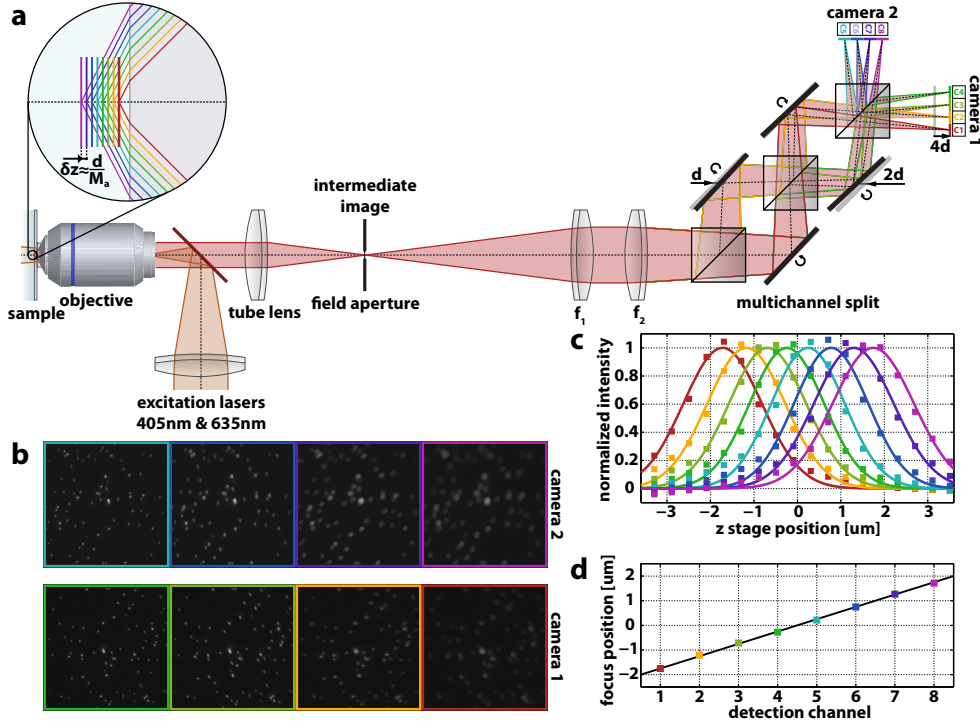 a
camera 2
C5 C6 C7 C8
C4
C3
C2
C1
camera 1
4d
d
2d
δz≈ d/Mₐ
intermediate
image
objective
sample
tube lens
field aperture
f₁
f₂
multichannel split
excitation lasers
405nm & 635nm
b
camera 2
camera 1
c
normalized intensity
1
0.8
0.6
0.4
0.2
0
−3 −2 −1 0 1 2 3
z stage position [um]
d
focus position [um]
2
1
0
−1
−2
1 2 3 4 5 6 7 8
detection channel